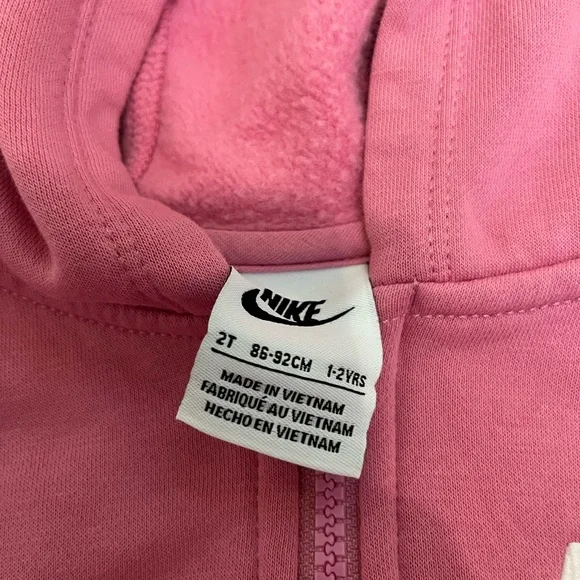 NIKE
2T 86-92CM 1-2YRS
MADE IN VIETNAM
FABRIQUÉ AU VIETNAM
HECHO EN VIETNAM